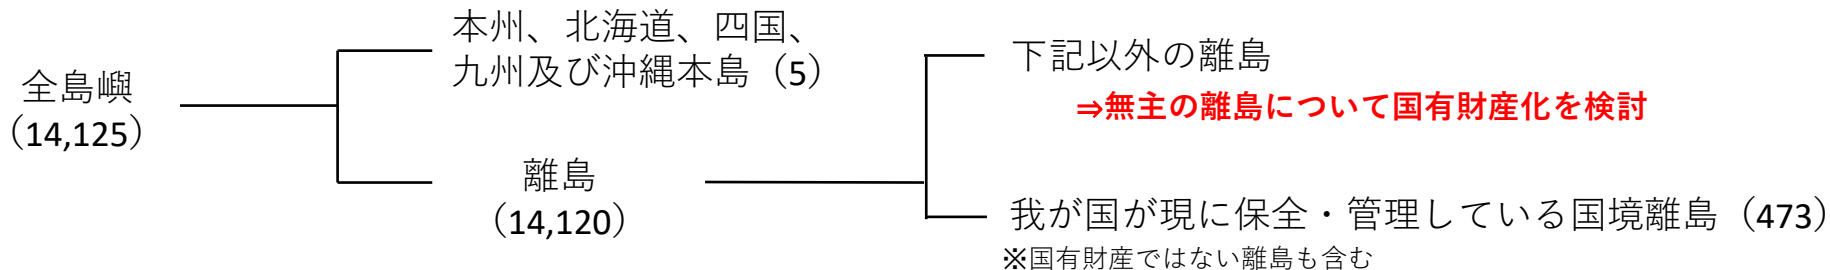 全島嶼
（14,125）
本州、北海道、四国、
九州及び沖縄本島（5）
離島
（14,120）
下記以外の離島
⇒無主の離島について国有財産化を検討
我が国が現に保全・管理している国境離島（473）
※国有財産ではない離島も含む